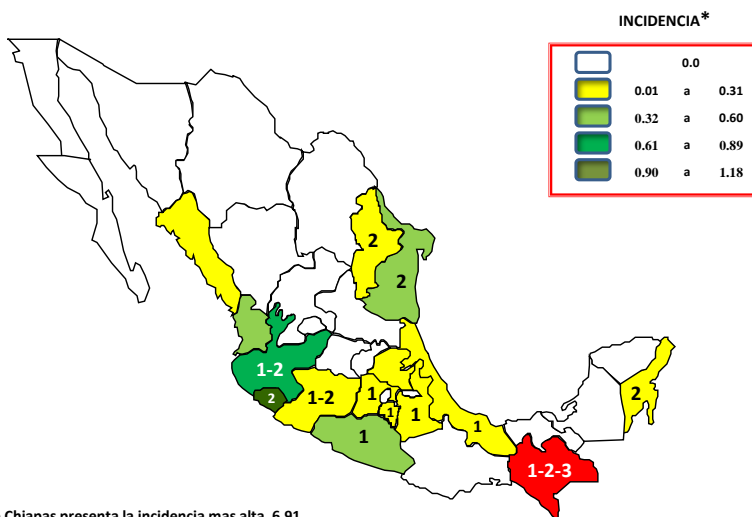 INCIDENCIA*
0.0
0.01 a 0.31
0.32 a 0.60
0.61 a 0.89
0.90 a 1.18
2
2
1-2
2
1-2
1
1
1
1
1
2
1-2-3
Chiapas presenta la incidencia mas alta 6.91